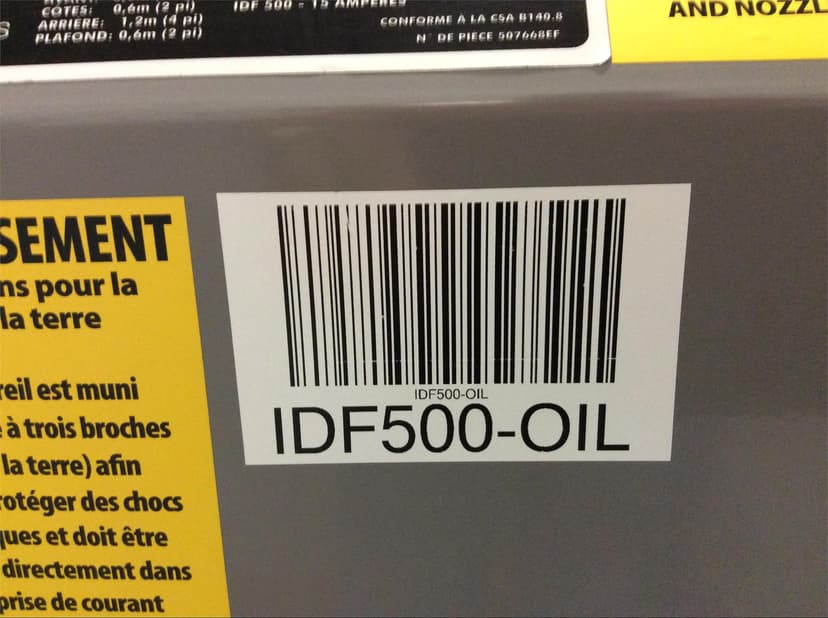 COTES: 0,6m (2 pi)
ARRIERE: 1,2m (4 pi)
PLAFOND: 0,6m (2 pi)
IDF 500 - 15 AMPERES
CONFORME A LA CSA B140.8
N° DE PIECE 507668EF
AND NOZZL
SEMENT
ns pour la
la terre
reil est muni
à trois broches
la terre) afin
rotéger des chocs
ques et doit être
directement dans
prise de courant
IDF500-OIL
IDF500-OIL